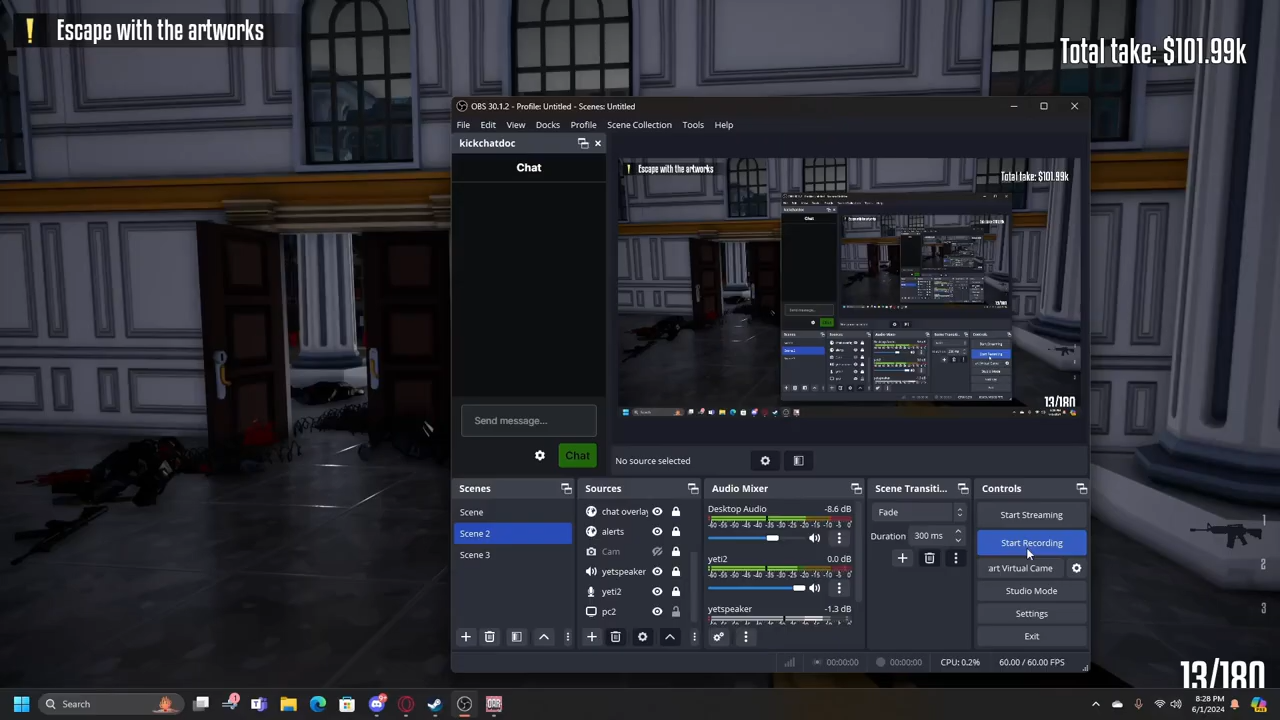 Escape with the artworks
Total take: $101.99k
OBS 30.1.2 - Profile: Untitled - Scenes: Untitled
File Edit View Docks Profile Scene Collection Tools Help
kickchatdoc
Chat
Escape with the artworks
Total take: $101.99k
13/180
Send message...
Chat
No source selected
Scenes
Scene
Scene 2
Scene 3
Sources
chat overlay
alerts
Cam
yetspeaker
yeti2
pc2
Audio Mixer
Desktop Audio -8.6 dB
yeti2 0.0 dB
yetspeaker -1.3 dB
Scene Transiti...
Fade
Duration 300 ms
Controls
Start Streaming
Start Recording
art Virtual Came
Studio Mode
Settings
Exit
00:00:00 00:00:00 CPU: 0.2% 60.00 / 60.00 FPS
1
2
3
13/180
Search
8:28 PM
6/1/2024